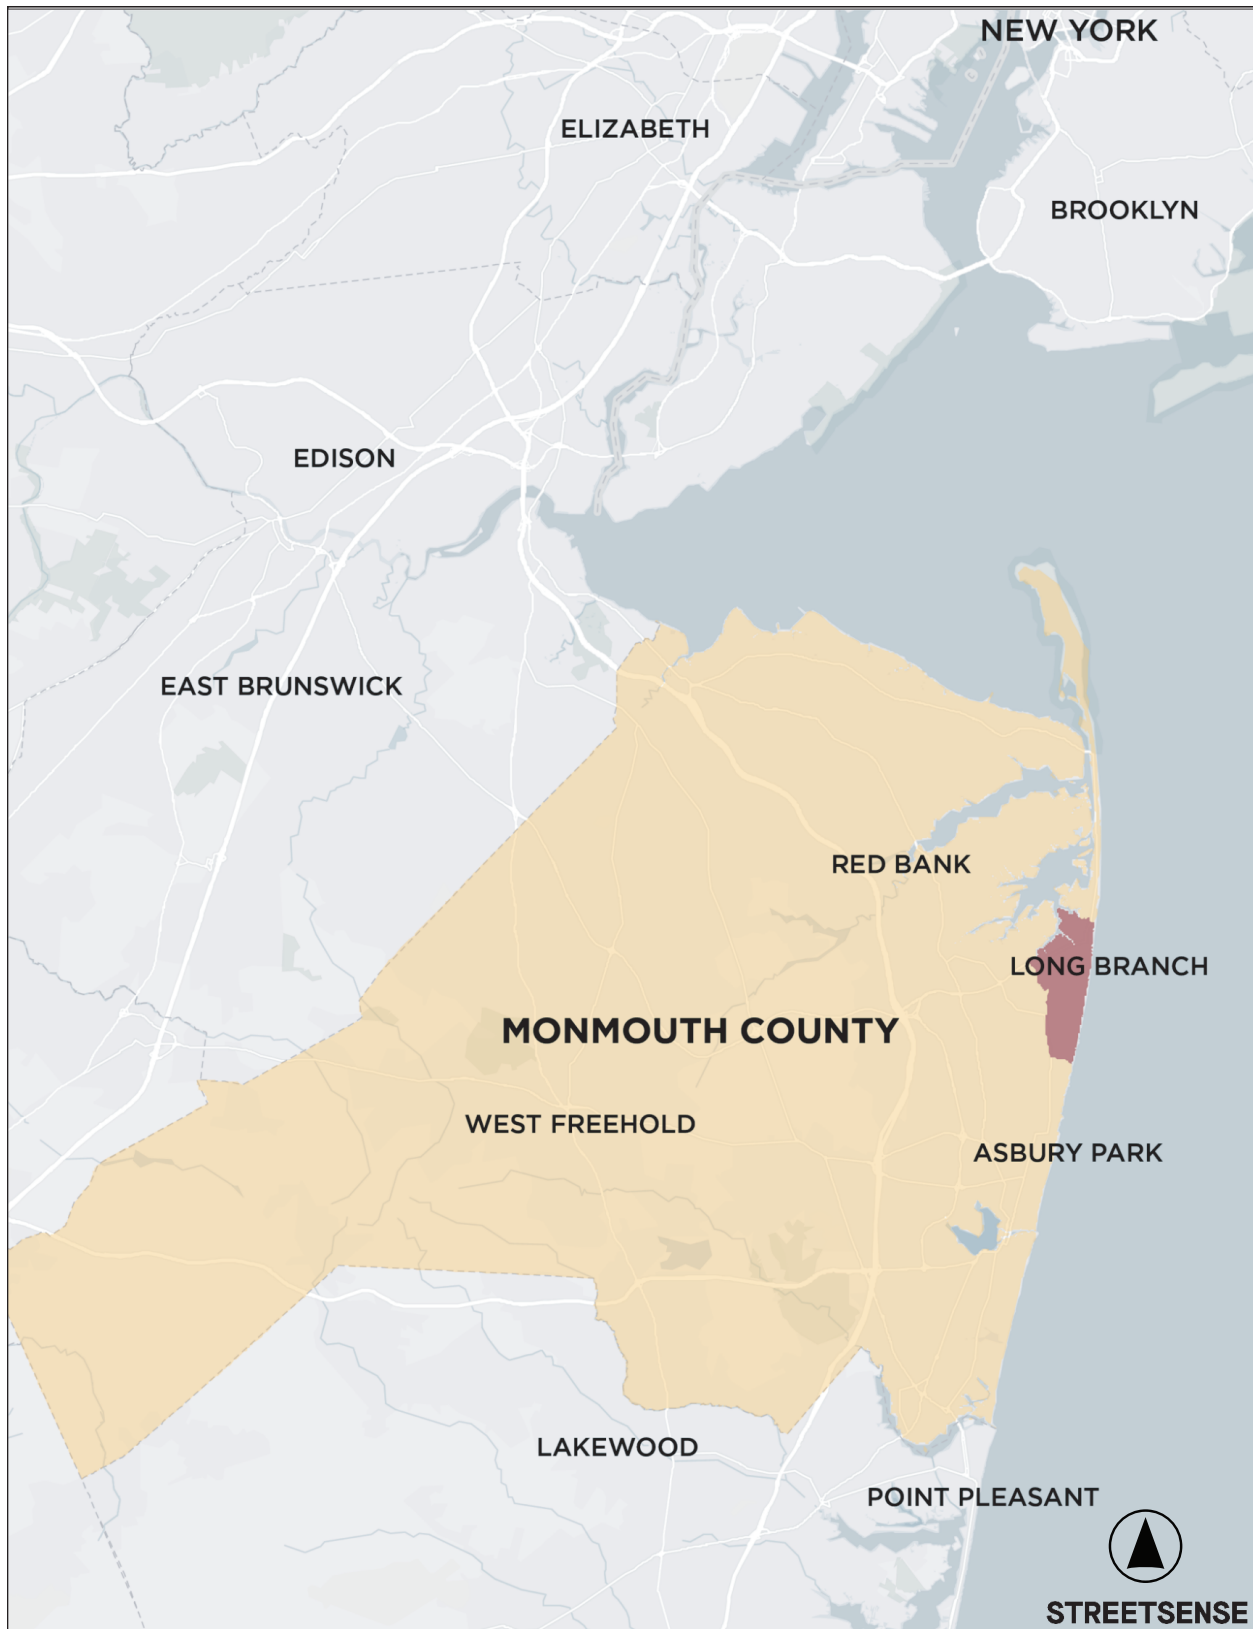 NEW YORK
ELIZABETH
BROOKLYN
EDISON
EAST BRUNSWICK
RED BANK
LONG BRANCH
MONMOUTH COUNTY
WEST FREEHOLD
ASBURY PARK
LAKEWOOD
POINT PLEASANT
STREETSENSE